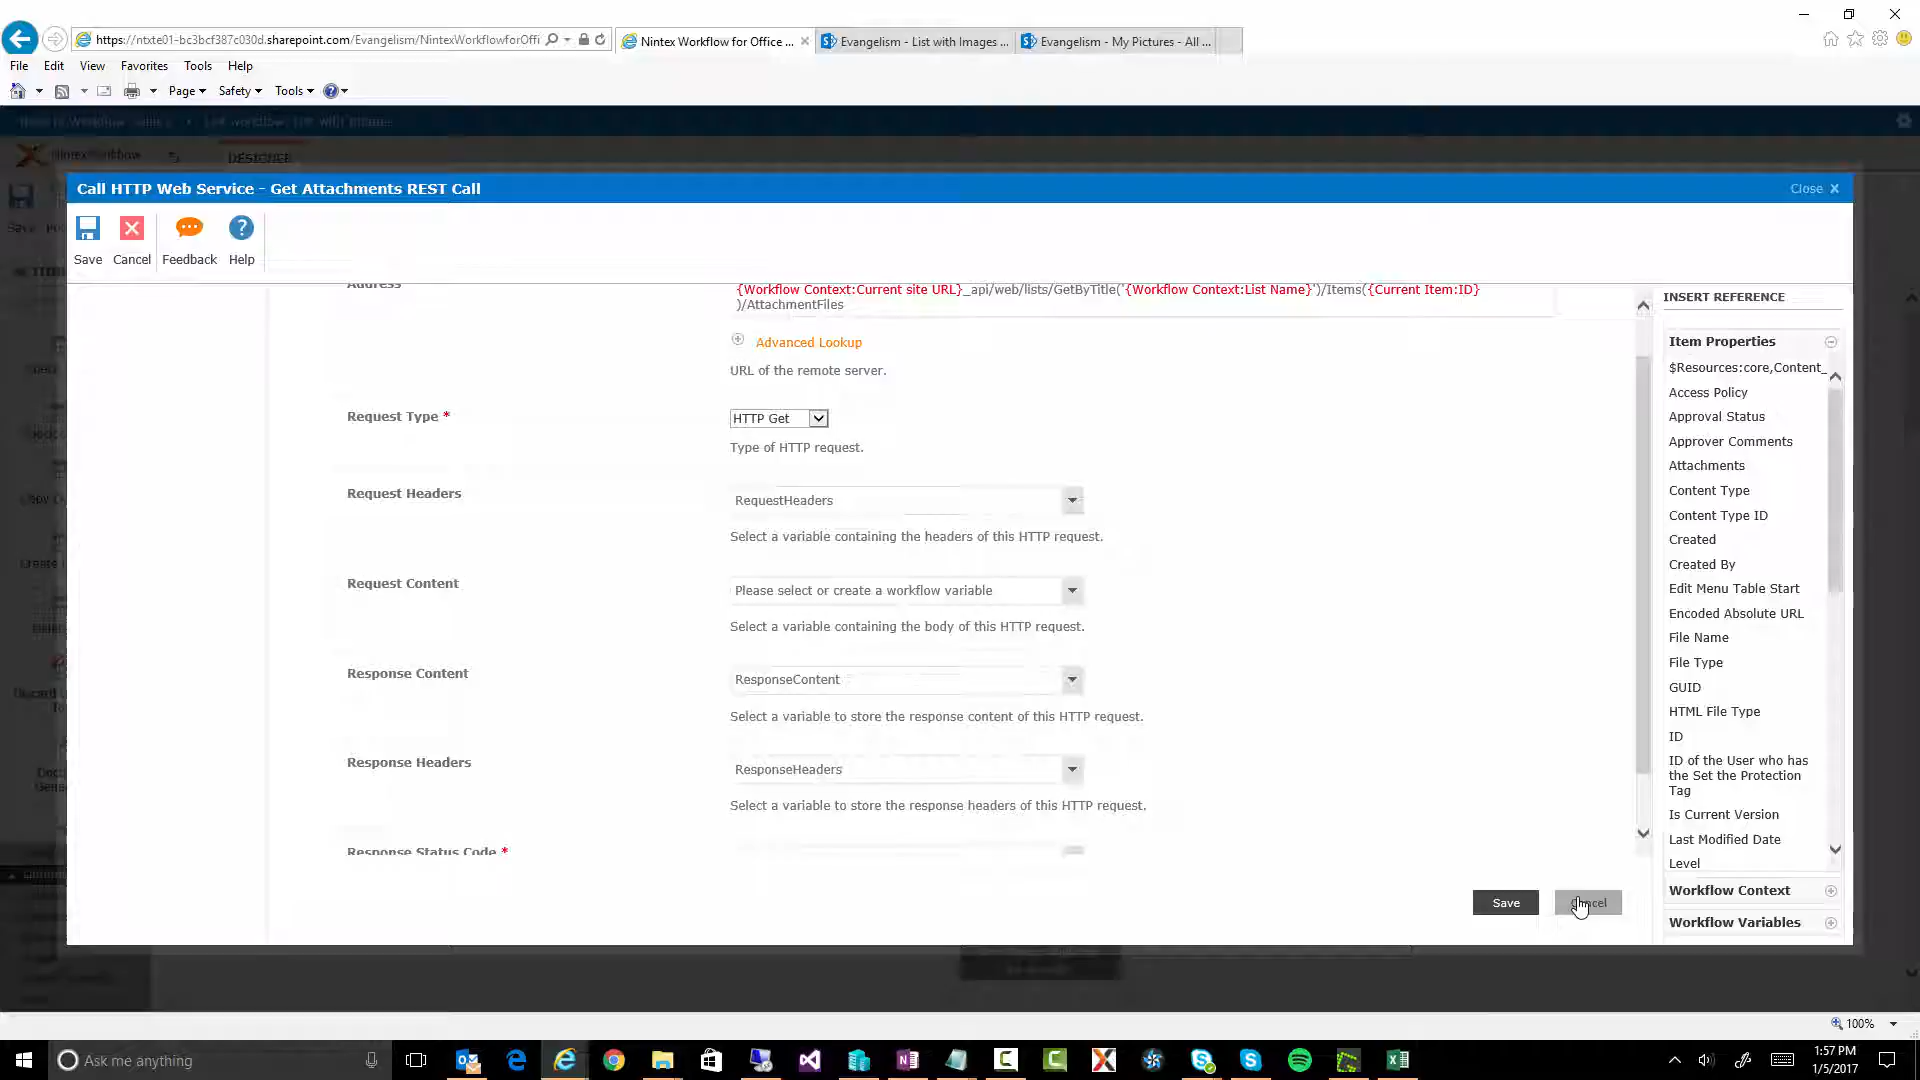 https://ntxte01-bc3bcf387c030d.sharepoint.com/Evangelism/NintexWorkflowforOffi
Nintex Workflow for Office ...
Evangelism - List with Images ...
Evangelism - My Pictures - All ...
File Edit View Favorites Tools Help
Page Safety Tools
DESIGNER
Call HTTP Web Service - Get Attachments REST Call
Close X
Save Cancel Feedback Help
Address
{Workflow Context:Current site URL}_api/web/lists/GetByTitle('{Workflow Context:List Name}')/Items({Current Item:ID}
)/AttachmentFiles
Advanced Lookup
URL of the remote server.
Request Type *
HTTP Get
Type of HTTP request.
Request Headers
RequestHeaders
Select a variable containing the headers of this HTTP request.
Request Content
Please select or create a workflow variable
Select a variable containing the body of this HTTP request.
Response Content
ResponseContent
Select a variable to store the response content of this HTTP request.
Response Headers
ResponseHeaders
Select a variable to store the response headers of this HTTP request.
Response Status Code *
Save
Cancel
INSERT REFERENCE
Item Properties
$Resources:core,Content_
Access Policy
Approval Status
Approver Comments
Attachments
Content Type
Content Type ID
Created
Created By
Edit Menu Table Start
Encoded Absolute URL
File Name
File Type
GUID
HTML File Type
ID
ID of the User who has
the Set the Protection
Tag
Is Current Version
Last Modified Date
Level
Workflow Context
Workflow Variables
100%
Ask me anything
1:57 PM
1/5/2017